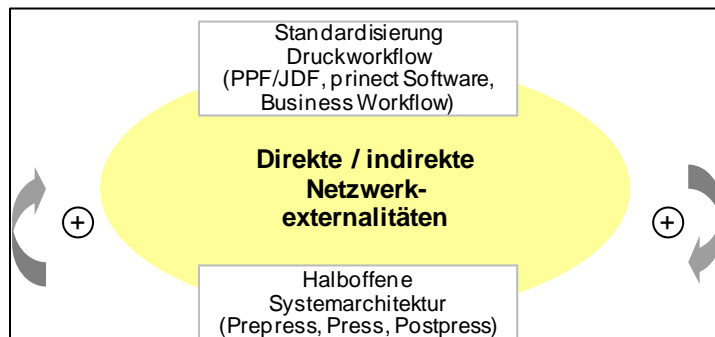 Standardisierung
Druckworkflow
(PPF/JDF, prinect Software,
Business Workflow)
Direkte / indirekte
Netzwerk-
externalitäten
+ +
Halboffene
Systemarchitektur
(Prepress, Press, Postpress)